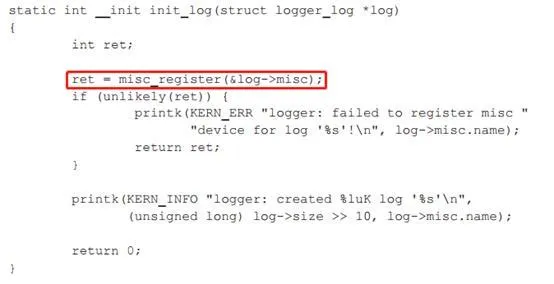 static int __init init_log(struct logger_log *log)
{
        int ret;
        ret = misc_register(&log->misc);
        if (unlikely(ret)) {
                printk(KERN_ERR "logger: failed to register misc "
                       "device for log '%s'!\n", log->misc.name);
                return ret;
        }
        printk(KERN_INFO "logger: created %luK log '%s'\n",
               (unsigned long) log->size >> 10, log->misc.name);
        return 0;
}